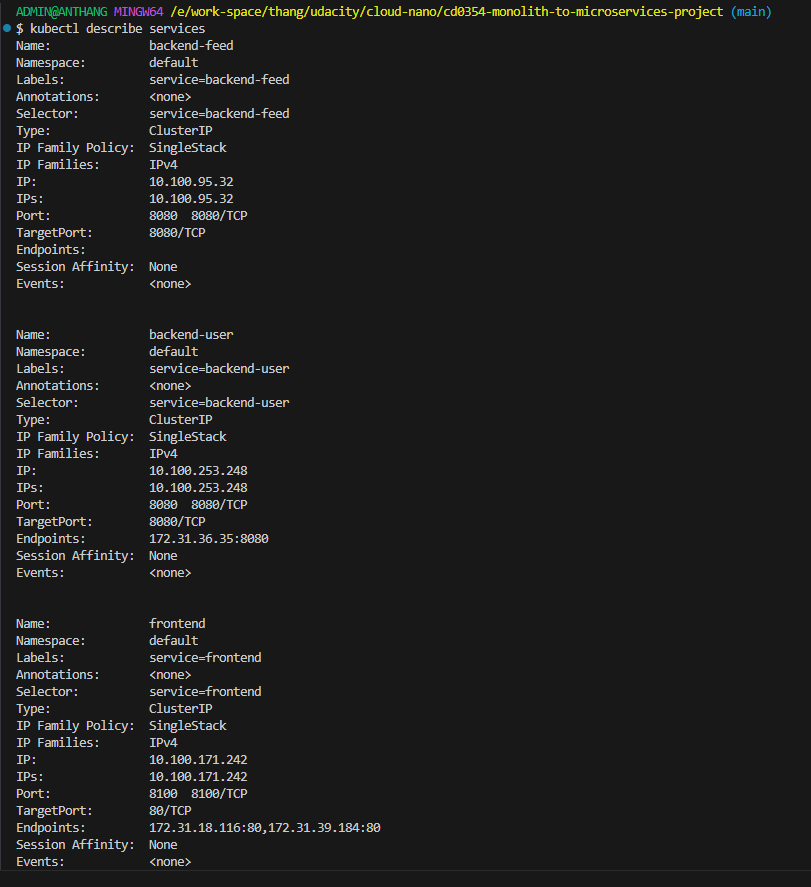 ADMIN@ANTHANG MINGW64 /e/work-space/thang/udacity/cloud-nano/cd0354-monolith-to-microservices-project (main)
$ kubectl describe services
Name: backend-feed
Namespace: default
Labels: service=backend-feed
Annotations: <none>
Selector: service=backend-feed
Type: ClusterIP
IP Family Policy: SingleStack
IP Families: IPv4
IP: 10.100.95.32
IPs: 10.100.95.32
Port: 8080 8080/TCP
TargetPort: 8080/TCP
Endpoints:
Session Affinity: None
Events: <none>
Name: backend-user
Namespace: default
Labels: service=backend-user
Annotations: <none>
Selector: service=backend-user
Type: ClusterIP
IP Family Policy: SingleStack
IP Families: IPv4
IP: 10.100.253.248
IPs: 10.100.253.248
Port: 8080 8080/TCP
TargetPort: 8080/TCP
Endpoints: 172.31.36.35:8080
Session Affinity: None
Events: <none>
Name: frontend
Namespace: default
Labels: service=frontend
Annotations: <none>
Selector: service=frontend
Type: ClusterIP
IP Family Policy: SingleStack
IP Families: IPv4
IP: 10.100.171.242
IPs: 10.100.171.242
Port: 8100 8100/TCP
TargetPort: 80/TCP
Endpoints: 172.31.18.116:80,172.31.39.184:80
Session Affinity: None
Events: <none>